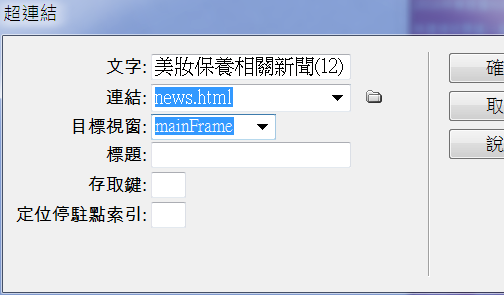 超連結
文字: 美妝保養相關新聞(12)
連結: news.html
目標視窗: mainFrame
標題:
存取鍵:
定位停駐點索引:
確
取
說